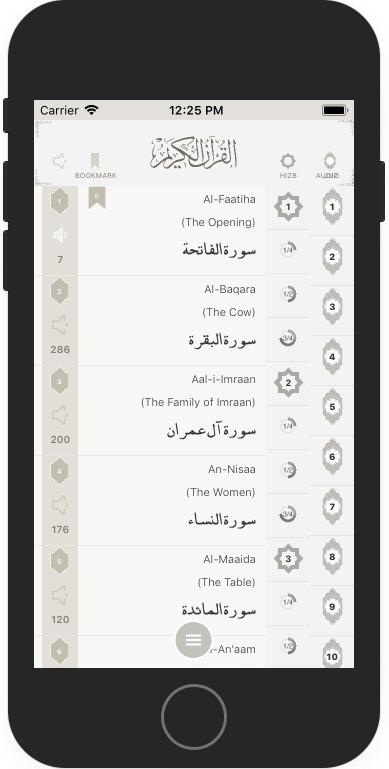 Carrier 12:25 PM
القرآن الكريم
BOOKMARK HIZB
1 6 Al-Faatiha 1 1
(The Opening)
7 سورة الفاتحة 1/4 2
2 Al-Baqara 1/2
(The Cow) 3
286 سورة البقرة 3/4 4
3 Aal-i-Imraan 2
(The Family of Imraan) 5
200 سورة آل عمران 1/4 6
4 An-Nisaa 1/2
(The Women) 7
176 سورة النساء 3/4
5 Al-Maaida 3 8
(The Table) 9
120 سورة المائدة 1/4
6 An'aam 1/2 10